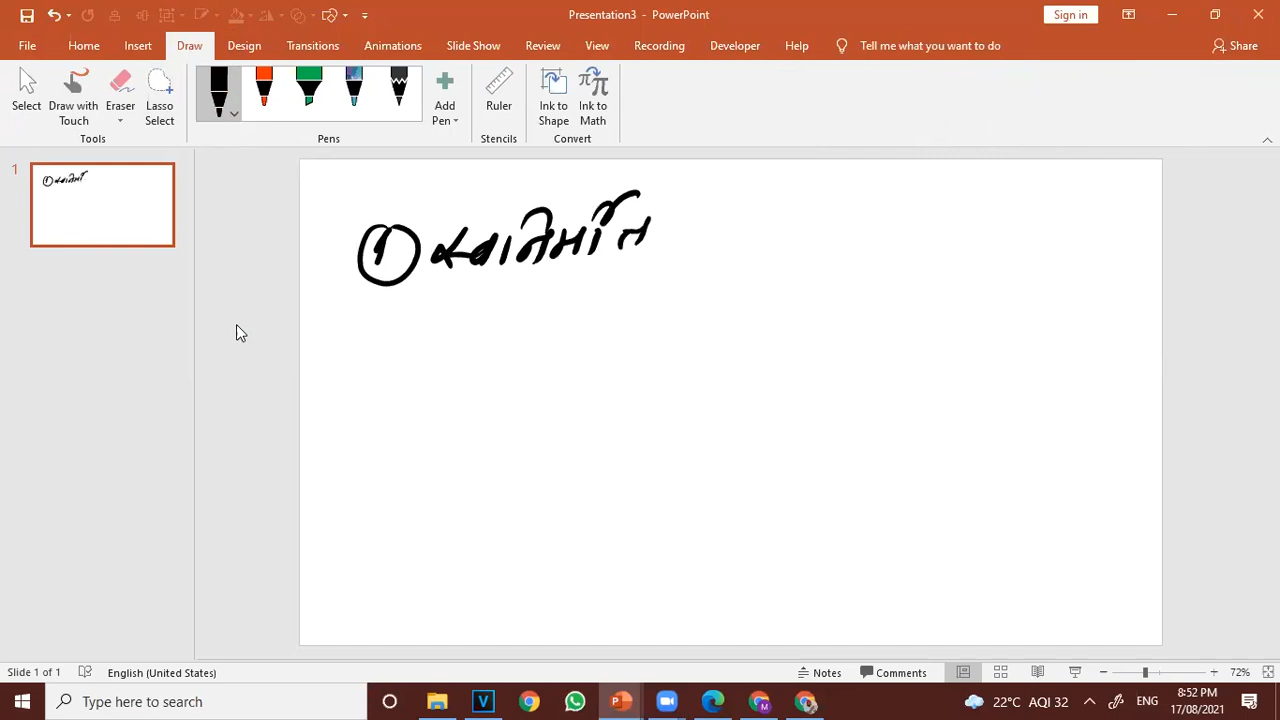 Presentation3 - PowerPoint
Sign in
File Home Insert Draw Design Transitions Animations Slide Show Review View Recording Developer Help Tell me what you want to do Share
Select Draw with Touch Eraser Lasso Select Add Pen Ruler Ink to Shape Ink to Math
Tools Pens Stencils Convert
1
①
Slide 1 of 1 English (United States) Notes Comments 72%
Type here to search 22°C AQI 32 ENG 8:52 PM
17/08/2021